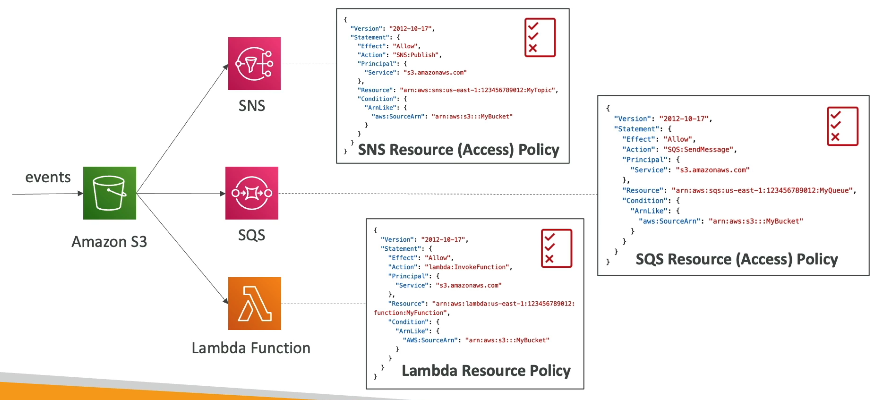 events
Amazon S3
SNS
SQS
Lambda Function
{
"Version": "2012-10-17",
"Statement": {
"Effect": "Allow",
"Action": "SNS:Publish",
"Principal": {
"Service": "s3.amazonaws.com"
},
"Resource": "arn:aws:sns:us-east-1:123456789012:MyTopic",
"Condition": {
"ArnLike": {
"aws:SourceArn": "arn:aws:s3:::MyBucket"
}
}
}
}
SNS Resource (Access) Policy
{
"Version": "2012-10-17",
"Statement": {
"Effect": "Allow",
"Action": "SQS:SendMessage",
"Principal": {
"Service": "s3.amazonaws.com"
},
"Resource": "arn:aws:sqs:us-east-1:123456789012:MyQueue",
"Condition": {
"ArnLike": {
"aws:SourceArn": "arn:aws:s3:::MyBucket"
}
}
}
}
SQS Resource (Access) Policy
{
"Version": "2012-10-17",
"Statement": {
"Effect": "Allow",
"Action": "lambda:InvokeFunction",
"Principal": {
"Service": "s3.amazonaws.com"
},
"Resource": "arn:aws:lambda:us-east-1:123456789012:
function:MyFunction",
"Condition": {
"ArnLike": {
"AWS:SourceArn": "arn:aws:s3:::MyBucket"
}
}
}
}
Lambda Resource Policy